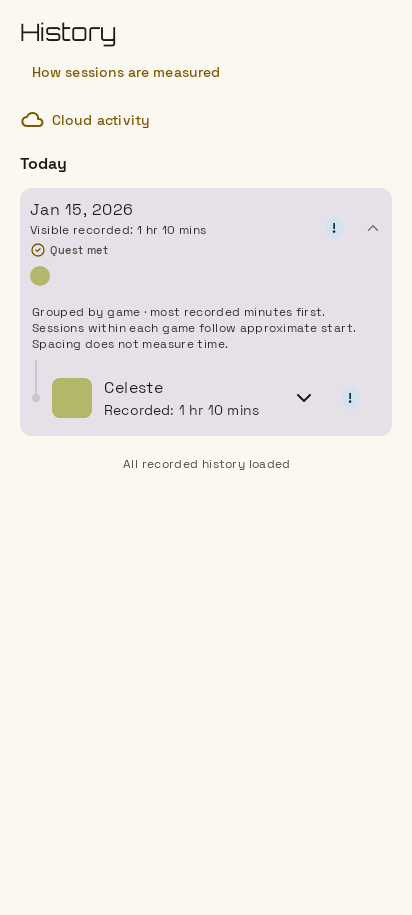 History
How sessions are measured
Cloud activity
Today
Jan 15, 2026
Visible recorded: 1 hr 10 mins
!
Quest met
Grouped by game · most recorded minutes first.
Sessions within each game follow approximate start.
Spacing does not measure time.
Celeste
Recorded: 1 hr 10 mins
!
All recorded history loaded